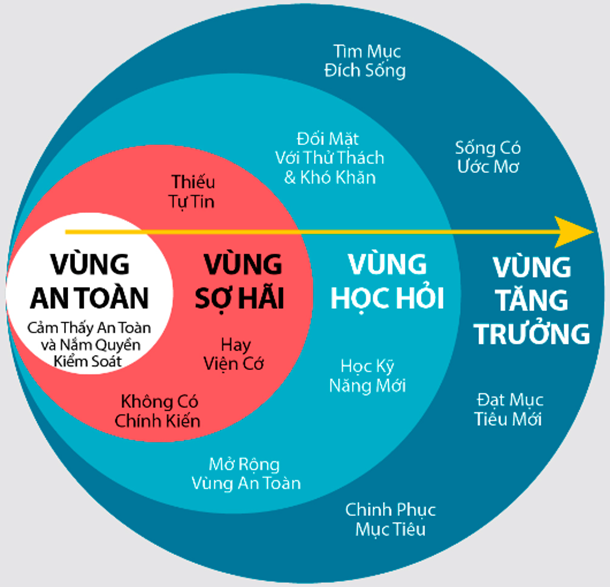 Tìm Mục
Đích Sống
Đối Mặt
Với Thử Thách
& Khó Khăn
Sống Có
Ước Mơ
Thiếu
Tự Tin
VÙNG
AN TOÀN
Cảm Thấy An Toàn
và Nắm Quyền
Kiểm Soát
VÙNG
SỢ HÃI
VÙNG
HỌC HỎI
VÙNG
TĂNG
TRƯỞNG
Hay
Viện Cớ
Học Kỹ
Năng Mới
Không Có
Chính Kiến
Đạt Mục
Tiêu Mới
Mở Rộng
Vùng An Toàn
Chinh Phục
Mục Tiêu